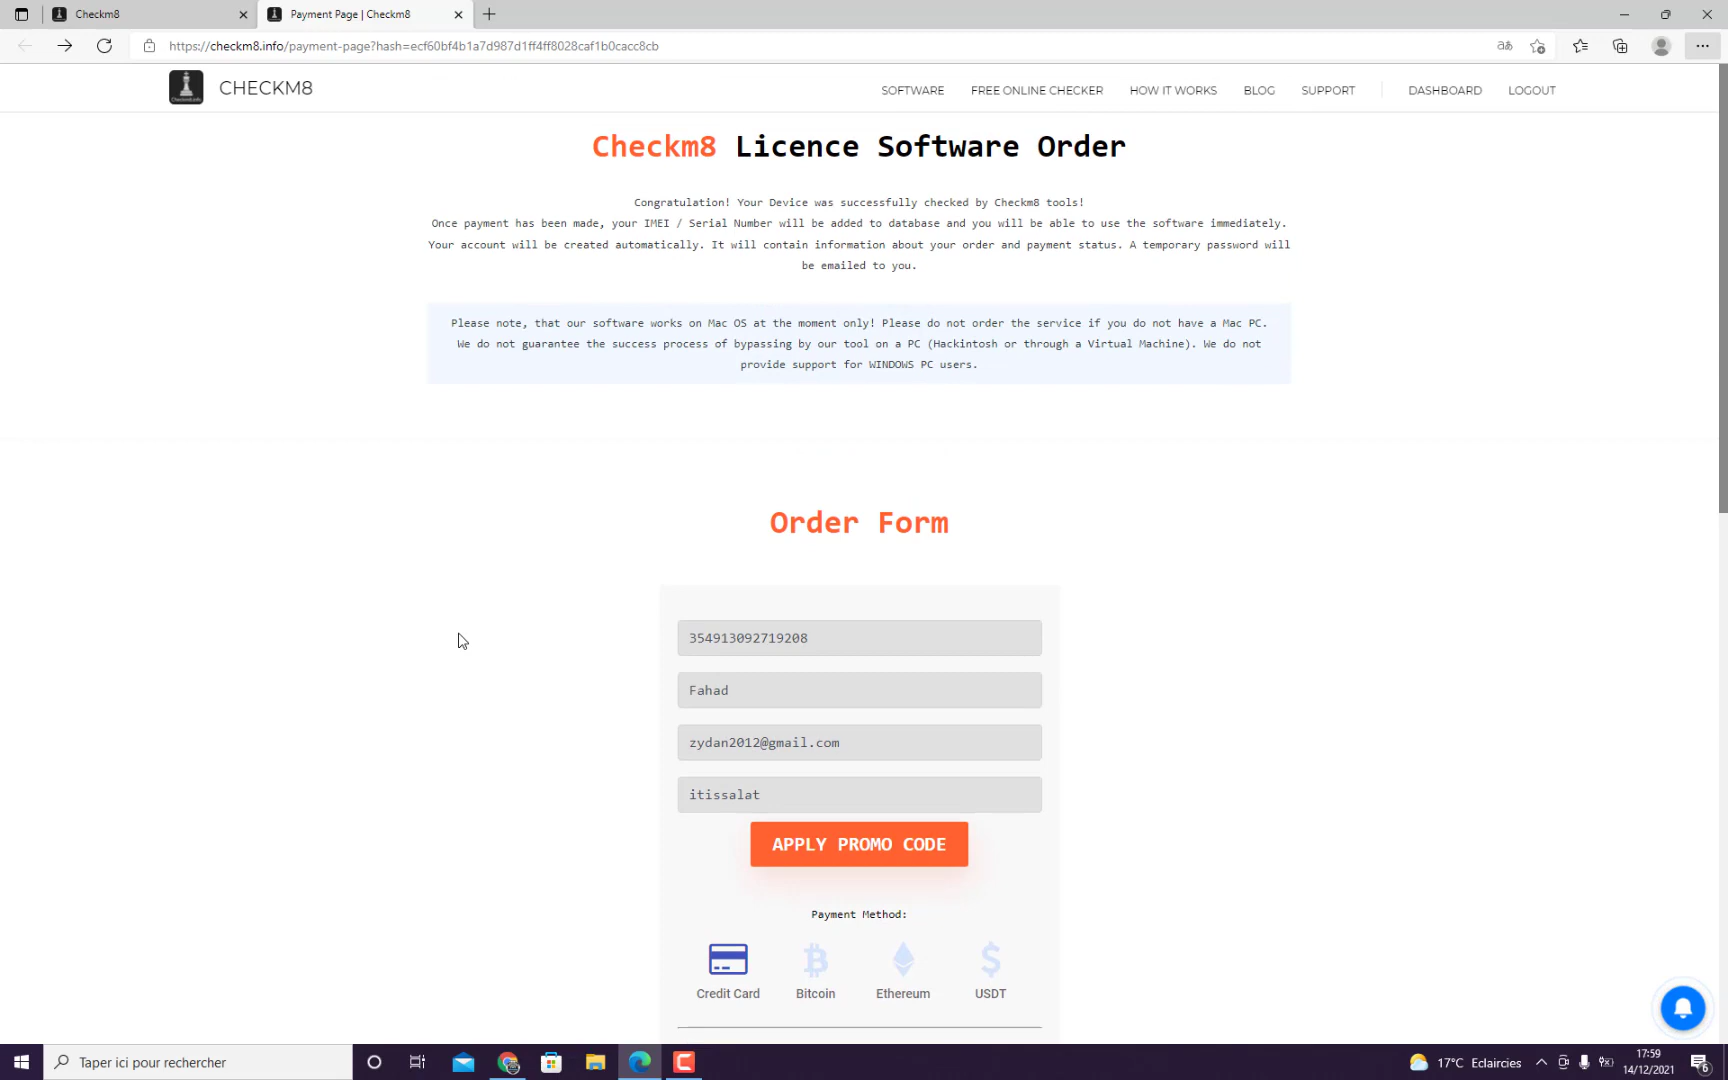 Checkm8
Payment Page | Checkm8
https://checkm8.info/payment-page?hash=ecf60bf4b1a7d987d1ff4ff8028caf1b0cacc8cb
CHECKM8
SOFTWARE FREE ONLINE CHECKER HOW IT WORKS BLOG SUPPORT DASHBOARD LOGOUT
Checkm8 Licence Software Order
Congratulation! Your Device was successfully checked by Checkm8 tools!
Once payment has been made, your IMEI / Serial Number will be added to database and you will be able to use the software immediately.
Your account will be created automatically. It will contain information about your order and payment status. A temporary password will
be emailed to you.
Please note, that our software works on Mac OS at the moment only! Please do not order the service if you do not have a Mac PC.
We do not guarantee the success process of bypassing by our tool on a PC (Hackintosh or through a Virtual Machine). We do not
provide support for WINDOWS PC users.
Order Form
354913092719208
Fahad
zydan2012@gmail.com
itissalat
APPLY PROMO CODE
Payment Method:
Credit Card Bitcoin Ethereum USDT
Taper ici pour rechercher
17°C Eclaircies
17:59
14/12/2021
6